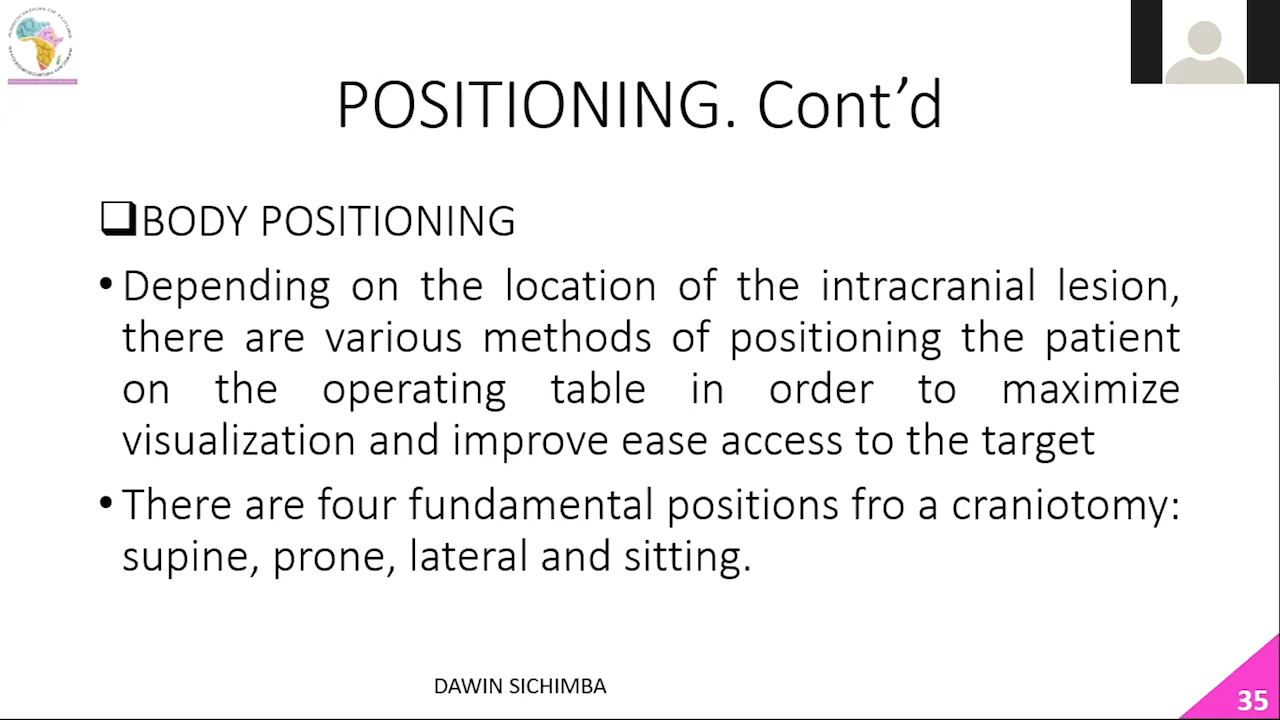 POSITIONING. Cont’d
❑BODY POSITIONING
• Depending on the location of the intracranial lesion,
there are various methods of positioning the patient
on the operating table in order to maximize
visualization and improve ease access to the target
• There are four fundamental positions fro a craniotomy:
supine, prone, lateral and sitting.
DAWIN SICHIMBA
35